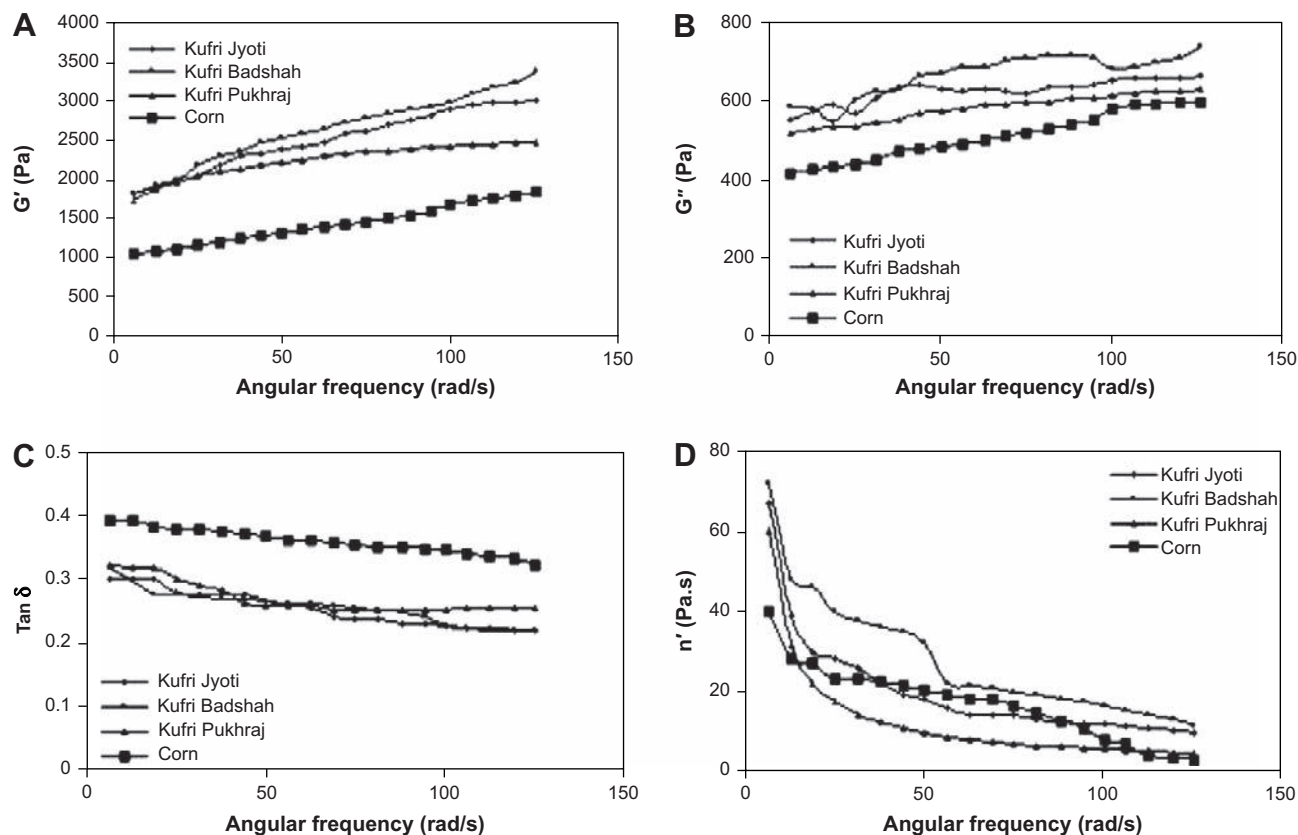 A
G′ (Pa)
4000
3500
3000
2500
2000
1500
1000
500
0
Kufri Jyoti
Kufri Badshah
Kufri Pukhraj
Corn
0 50 100 150
Angular frequency (rad/s)
B
G″ (Pa)
800
600
400
200
0
Kufri Jyoti
Kufri Badshah
Kufri Pukhraj
Corn
0 50 100 150
Angular frequency (rad/s)
C
Tan δ
0.5
0.4
0.3
0.2
0.1
0
Kufri Jyoti
Kufri Badshah
Kufri Pukhraj
Corn
0 50 100 150
Angular frequency (rad/s)
D
n′ (Pa.s)
80
60
40
20
0
Kufri Jyoti
Kufri Badshah
Kufri Pukhraj
Corn
0 50 100 150
Angular frequency (rad/s)